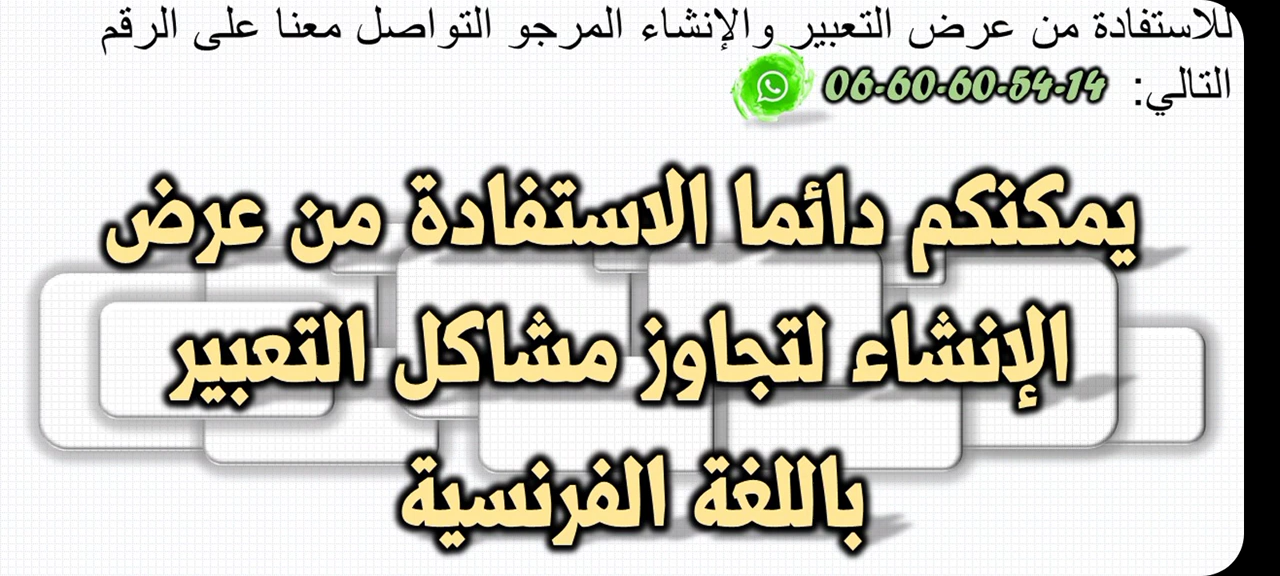 للاستفادة من عرض التعبير والإنشاء المرجو التواصل معنا على الرقم
التالي: 06-60-60-54-14
يمكنكم دائما الاستفادة من عرض
الإنشاء لتجاوز مشاكل التعبير
باللغة الفرنسية